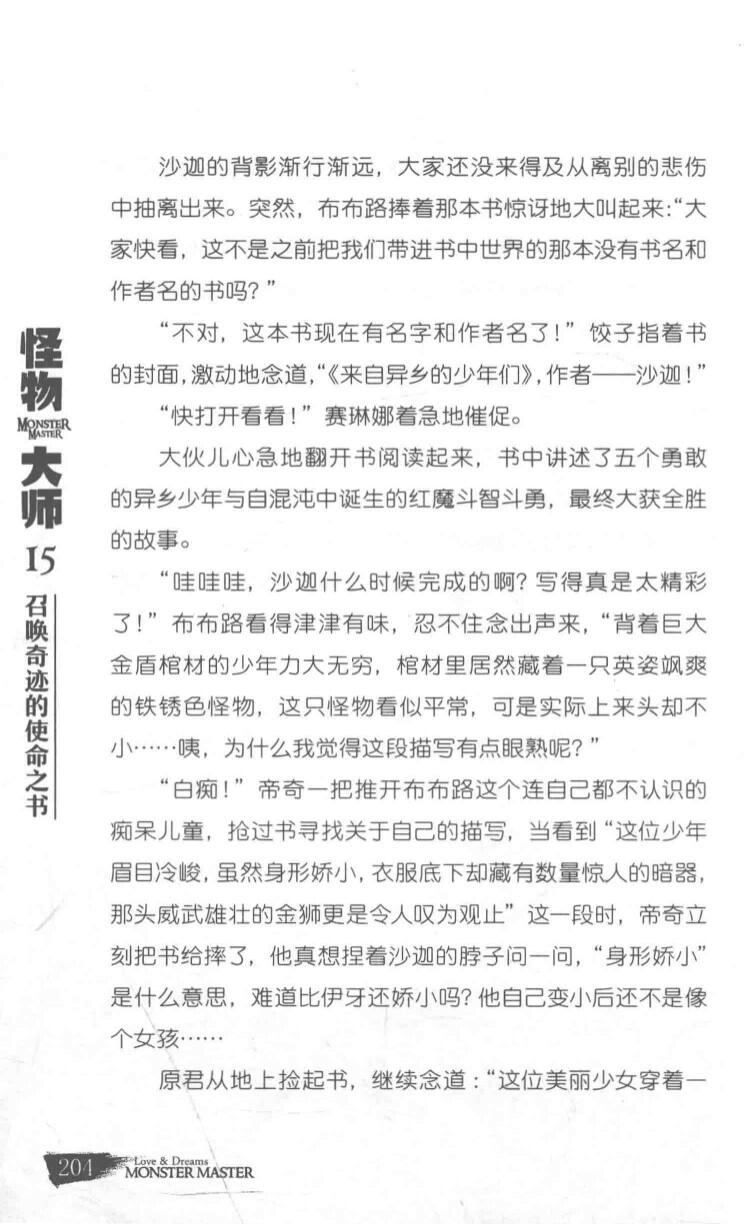 沙迦的背影渐行渐远，大家还没来得及从离别的悲伤
中抽离出来。突然，布布路捧着那本书惊讶地大叫起来：“大
家快看，这不是之前把我们带进书中世界的那本没有书名和
作者名的书吗？”
“不对，这本书现在有名字和作者名了！”饺子指着书
的封面，激动地念道，“《来自异乡的少年们》，作者——沙迦！”
“快打开看看！”赛琳娜着急地催促。
大伙儿心急地翻开书阅读起来，书中讲述了五个勇敢
的异乡少年与自混沌中诞生的红魔斗智斗勇，最终大获全胜
的故事。
“哇哇哇，沙迦什么时候完成的啊？写得真是太精彩
了！”布布路看得津津有味，忍不住念出声来，“背着巨大
金盾棺材的少年力大无穷，棺材里居然藏着一只英姿飒爽
的铁锈色怪物，这只怪物看似平常，可是实际上来头却不
小……咦，为什么我觉得这段描写有点眼熟呢？”
“白痴！”帝奇一把推开布布路这个连自己都不认识的
痴呆儿童，抢过书寻找关于自己的描写，当看到“这位少年
眉目冷峻，虽然身形娇小，衣服底下却藏有数量惊人的暗器，
那头威武雄壮的金狮更是令人叹为观止”这一段时，帝奇立
刻把书给摔了，他真想捏着沙迦的脖子问一问，“身形娇小”
是什么意思，难道比伊牙还娇小吗？他自己变小后还不是像
个女孩……
原君从地上捡起书，继续念道：“这位美丽少女穿着一
怪物
MONSTER
MASTER
大师
15
召唤奇迹的使命之书
204
Love & Dreams
MONSTER MASTER